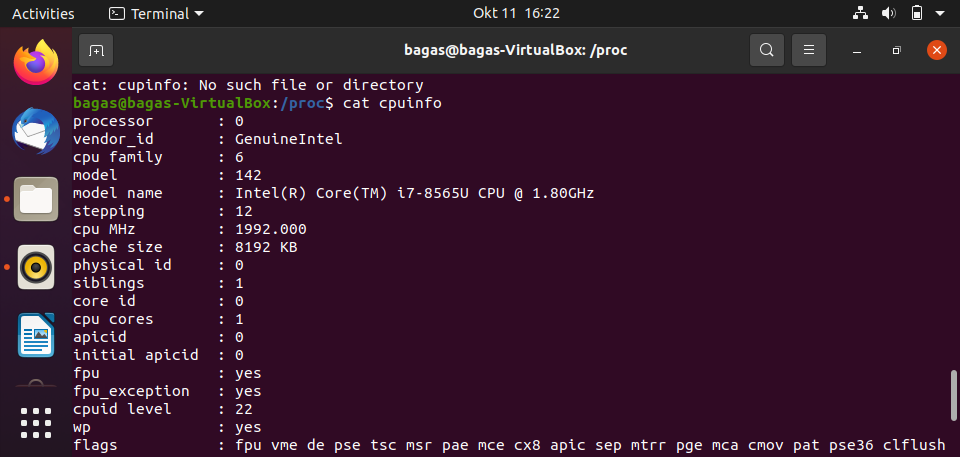 Activities Terminal Okt 11 16:22
bagas@bagas-VirtualBox: /proc
cat: cupinfo: No such file or directory
bagas@bagas-VirtualBox:/proc$ cat cpuinfo
processor : 0
vendor_id : GenuineIntel
cpu family : 6
model : 142
model name : Intel(R) Core(TM) i7-8565U CPU @ 1.80GHz
stepping : 12
cpu MHz : 1992.000
cache size : 8192 KB
physical id : 0
siblings : 1
core id : 0
cpu cores : 1
apicid : 0
initial apicid : 0
fpu : yes
fpu_exception : yes
cpuid level : 22
wp : yes
flags : fpu vme de pse tsc msr pae mce cx8 apic sep mtrr pge mca cmov pat pse36 clflush